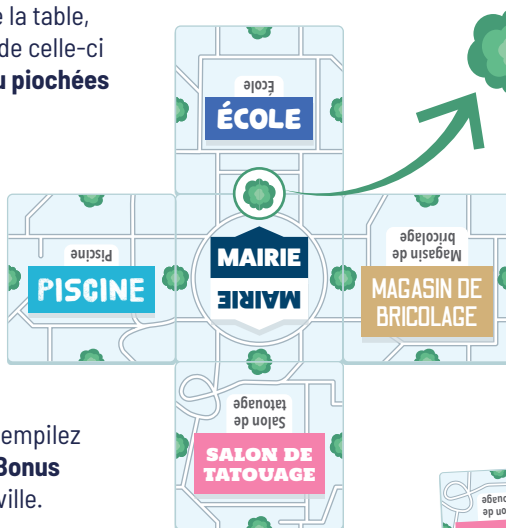 e la table,
de celle-ci
u piochées
École
ÉCOLE
Piscine
PISCINE
MAIRIE
MAIRIE
Magasin de
bricolage
MAGASIN DE
BRICOLAGE
Salon de
tatouage
SALON DE
TATOUAGE
empilez
Bonus
ville.